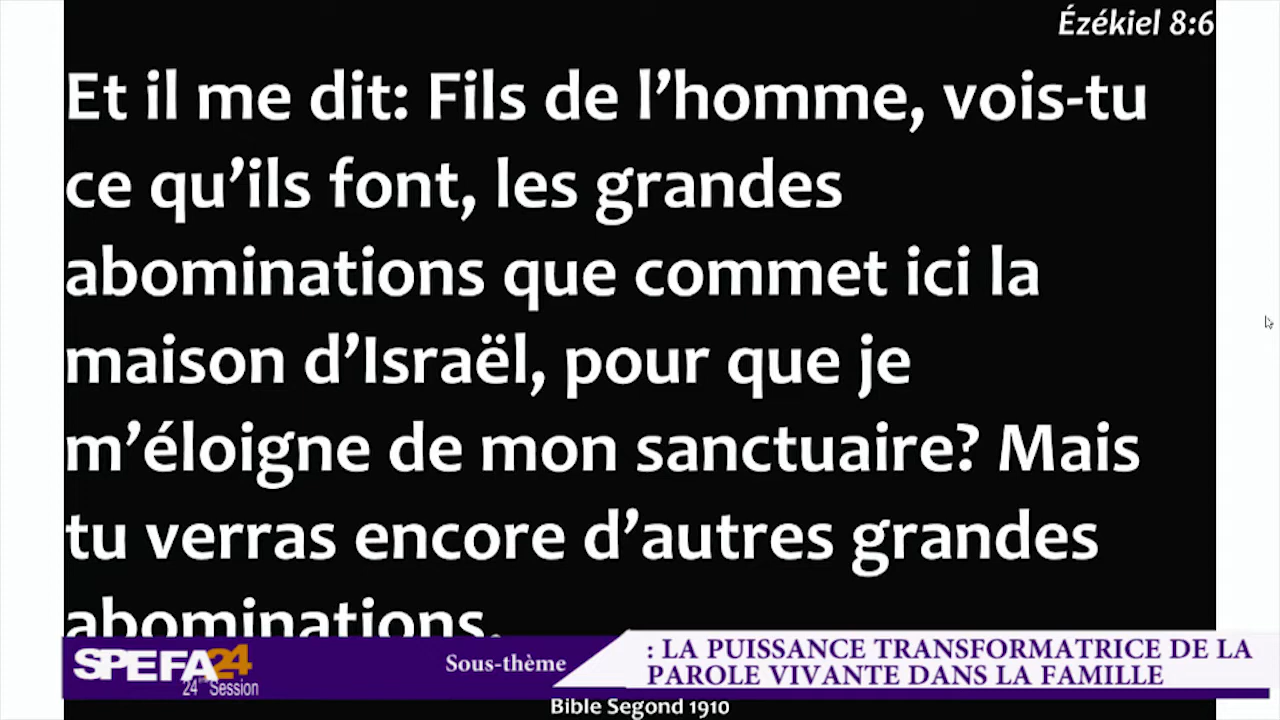 Ézékiel 8:6
Et il me dit: Fils de l’homme, vois-tu
ce qu’ils font, les grandes
abominations que commet ici la
maison d’Israël, pour que je
m’éloigne de mon sanctuaire? Mais
tu verras encore d’autres grandes
abominations.
SPEFA24
24ème Session
Sous-thème
: LA PUISSANCE TRANSFORMATRICE DE LA
PAROLE VIVANTE DANS LA FAMILLE
Bible Segond 1910